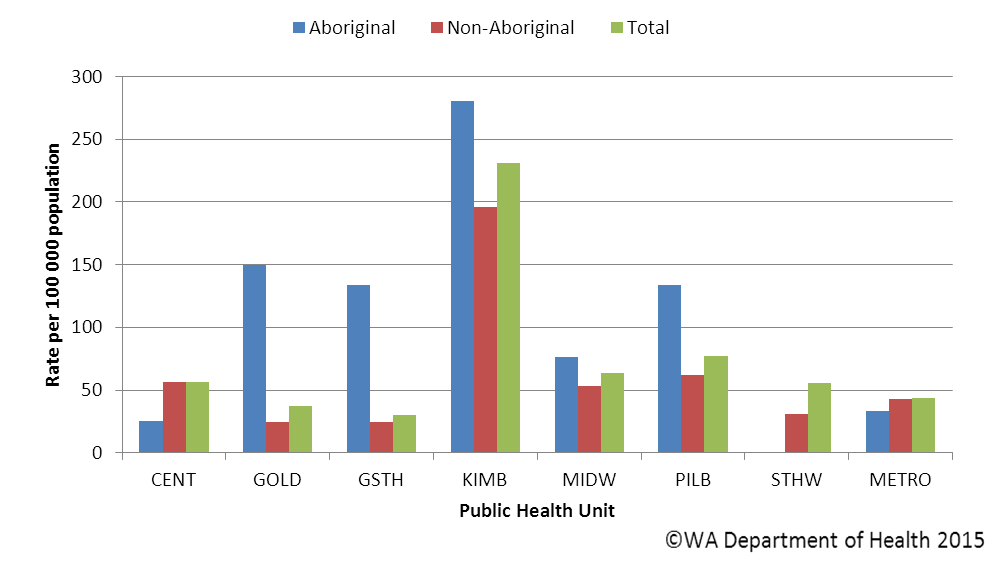 Aboriginal Non-Aboriginal Total
300
250
200
150
100
50
0
Rate per 100 000 population
CENT GOLD GSTH KIMB MIDW PILB STHW METRO
Public Health Unit
©WA Department of Health 2015